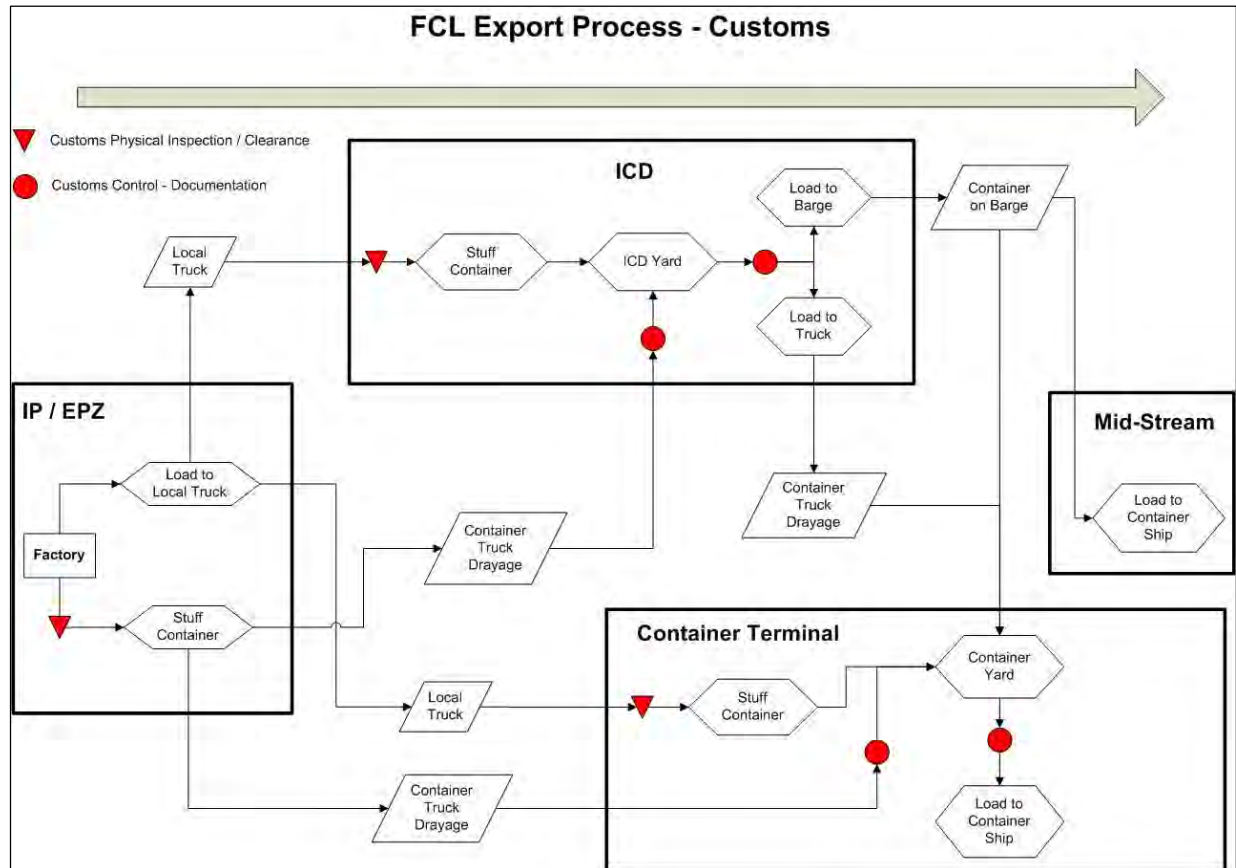 FCL Export Process - Customs
Customs Physical Inspection / Clearance
Customs Control - Documentation
ICD
Load to
Barge
Container
on Barge
Local
Truck
Stuff
Container
ICD Yard
Load to
Truck
IP / EPZ
Mid-Stream
Load to
Local Truck
Container
Truck
Drayage
Load to
Container
Ship
Container
Truck
Drayage
Factory
Stuff
Container
Container Terminal
Container
Yard
Local
Truck
Stuff
Container
Container
Truck
Drayage
Load to
Container
Ship